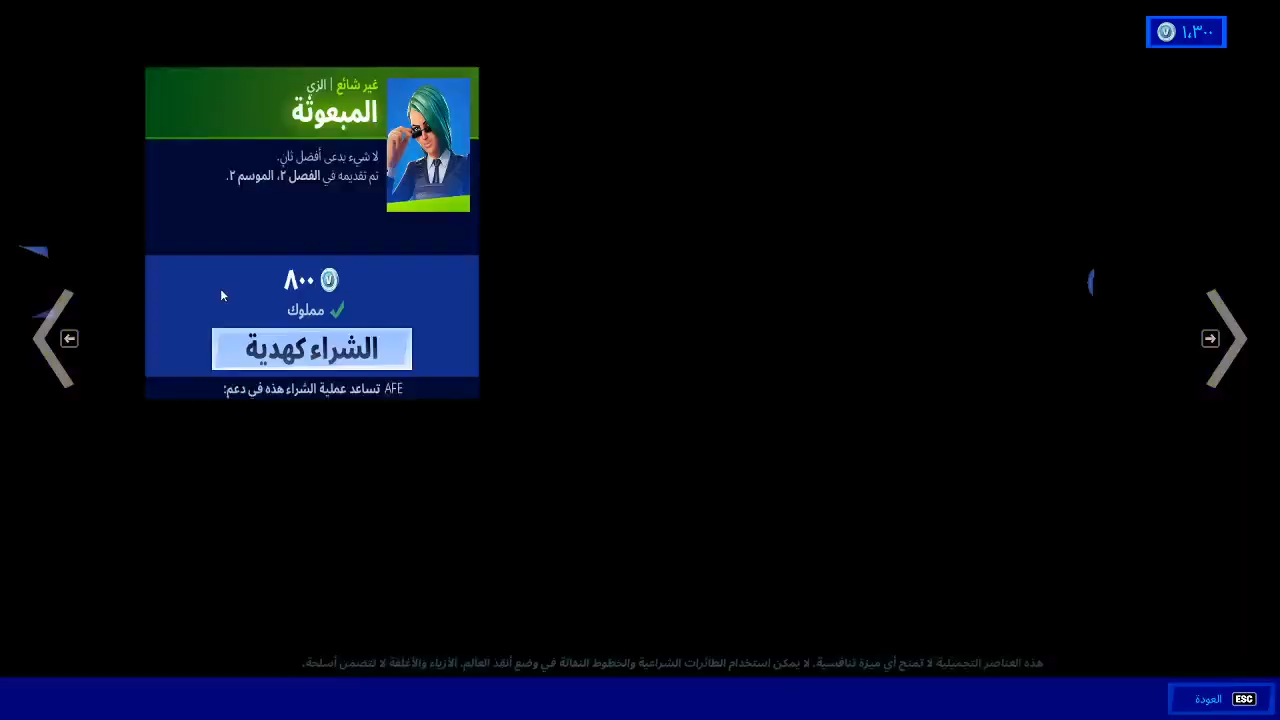 ١،٣٠٠
غير شائع | الزي
المبعوثة
لا شيء يدعى أفضل ثانٍ.
تم تقديمه في الفصل ٢، الموسم ٢.
٨٠٠
مملوك
الشراء كهدية
AFE تساعد عملية الشراء هذه في دعم:
هذه العناصر التجميلية لا تمنح أي ميزة تنافسية. لا يمكن استخدام الطائرات الشراعية والخطوط النفاثة في وضع أنقذ العالم. الأزياء والأغلفة لا تتضمن أسلحة.
العودة ESC